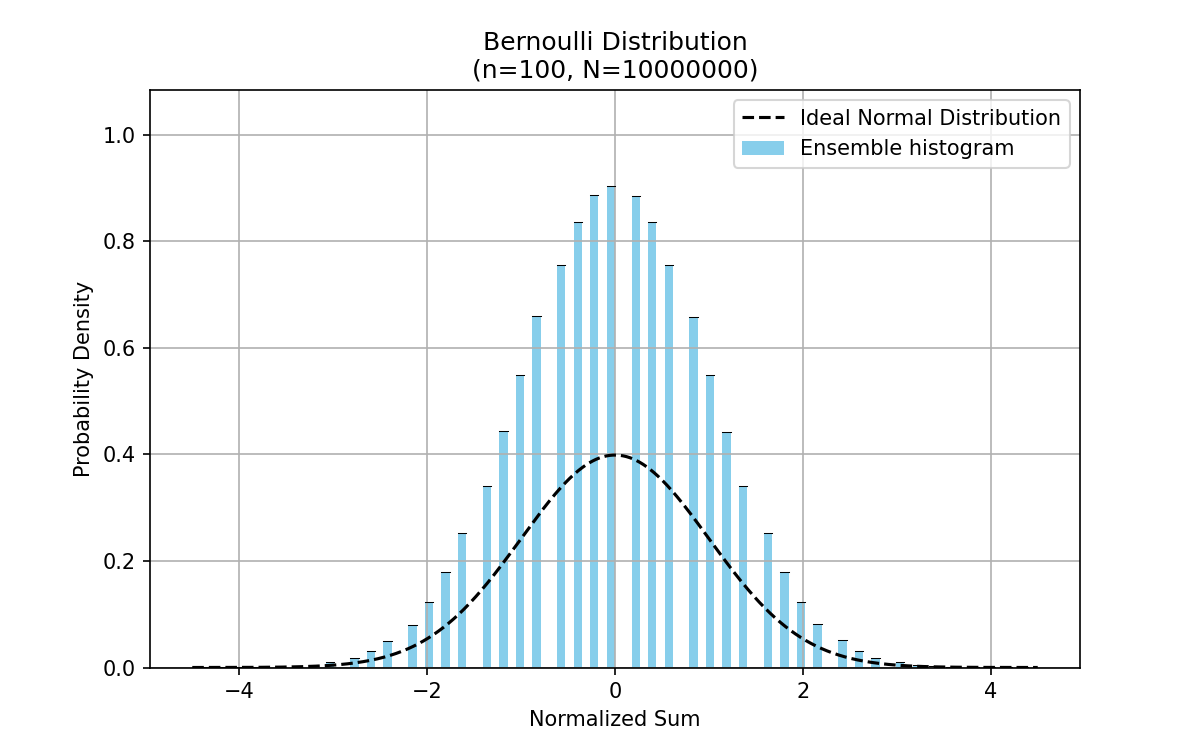 Bernoulli Distribution
(n=100, N=10000000)
Ideal Normal Distribution
Ensemble histogram
Probability Density
1.0
0.8
0.6
0.4
0.2
0.0
−4
−2
0
2
4
Normalized Sum